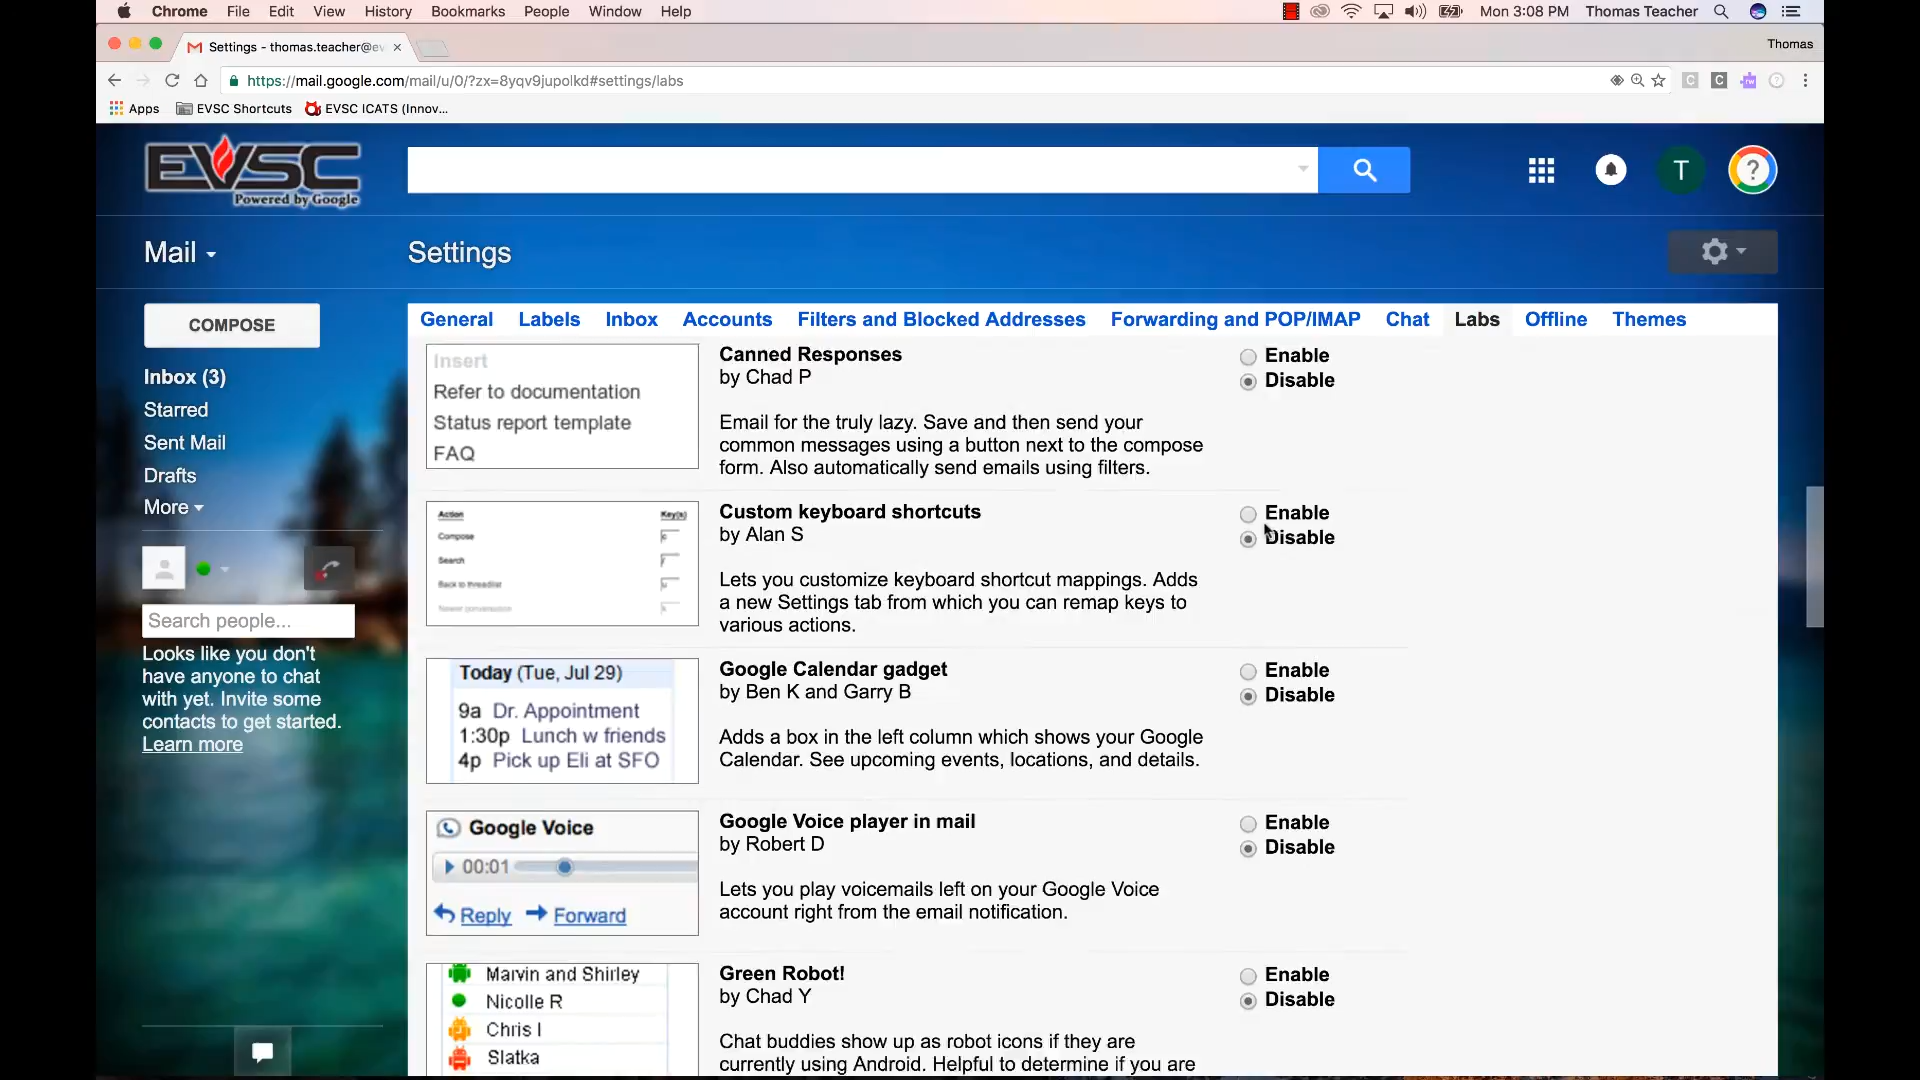 Chrome File Edit View History Bookmarks People Window Help Mon 3:08 PM Thomas Teacher
Settings - thomas.teacher@ev Thomas
https://mail.google.com/mail/u/0/?zx=8yqv9jupolkd#settings/labs
Apps EVSC Shortcuts EVSC ICATS (Innov...
EVSC
Powered by Google
T
?
Mail Settings
COMPOSE
Inbox (3)
Starred
Sent Mail
Drafts
More
Search people...
Looks like you don't
have anyone to chat
with yet. Invite some
contacts to get started.
Learn more
General Labels Inbox Accounts Filters and Blocked Addresses Forwarding and POP/IMAP Chat Labs Offline Themes
Insert
Refer to documentation
Status report template
FAQ
Canned Responses
by Chad P
Email for the truly lazy. Save and then send your
common messages using a button next to the compose
form. Also automatically send emails using filters.
Enable
Disable
Action Key(s)
Compose c
Search /
Back to threadlist u
Newer conversation k
Custom keyboard shortcuts
by Alan S
Lets you customize keyboard shortcut mappings. Adds
a new Settings tab from which you can remap keys to
various actions.
Enable
Disable
Today (Tue, Jul 29)
9a Dr. Appointment
1:30p Lunch w friends
4p Pick up Eli at SFO
Google Calendar gadget
by Ben K and Garry B
Adds a box in the left column which shows your Google
Calendar. See upcoming events, locations, and details.
Enable
Disable
Google Voice
00:01
Reply Forward
Google Voice player in mail
by Robert D
Lets you play voicemails left on your Google Voice
account right from the email notification.
Enable
Disable
Marvin and Shirley
Nicolle R
Chris I
Slatka
Green Robot!
by Chad Y
Chat buddies show up as robot icons if they are
currently using Android. Helpful to determine if you are
Enable
Disable